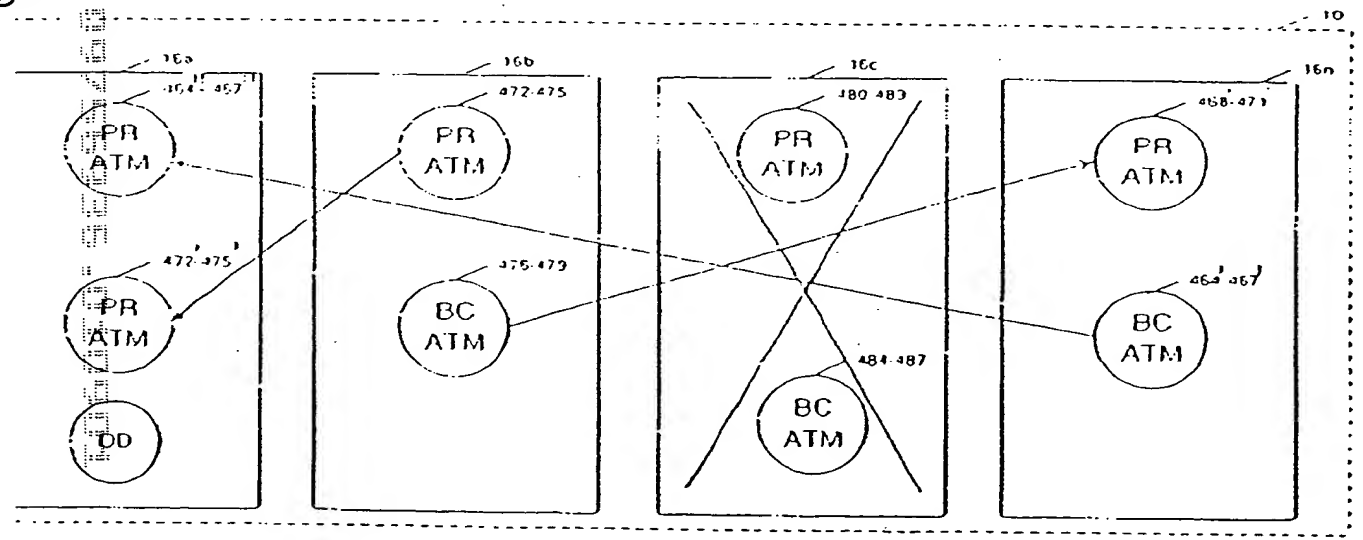 10
16a
16b
16c
16n
464'-467'
472-475
480-483
468'-471'
PR
ATM
PR
ATM
PR
ATM
PR
ATM
472'-475'
476-479
464'-467'
PR
ATM
BC
ATM
BC
ATM
484-487
BC
ATM
DD